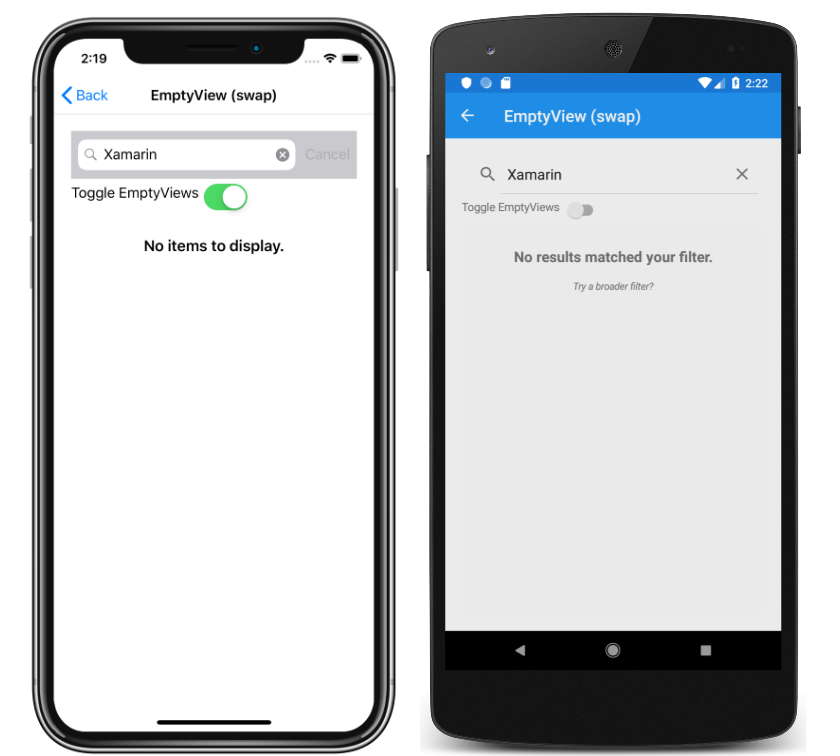 2:19
Back EmptyView (swap)
Xamarin Cancel
Toggle EmptyViews
No items to display.
2:22
EmptyView (swap)
Xamarin
Toggle EmptyViews
No results matched your filter.
Try a broader filter?